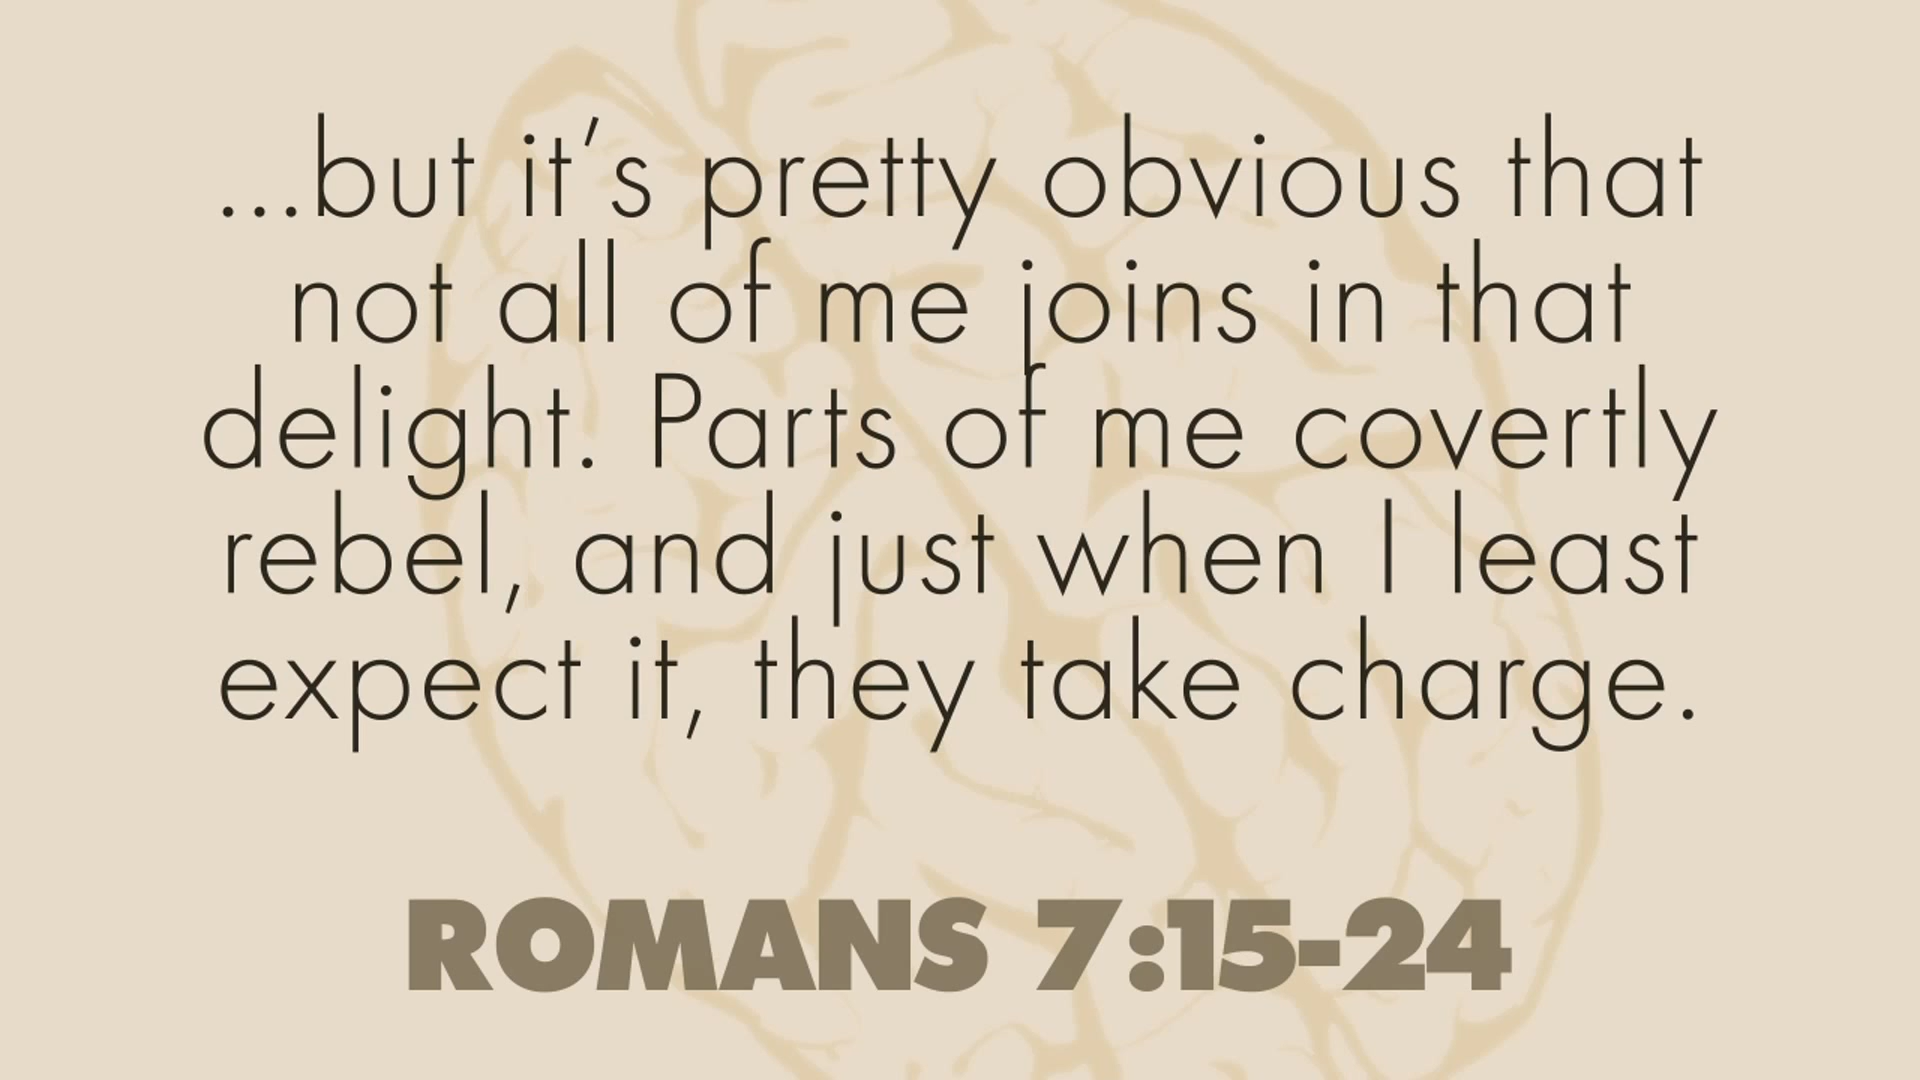 ...but it’s pretty obvious that
not all of me joins in that
delight. Parts of me covertly
rebel, and just when I least
expect it, they take charge.
ROMANS 7:15-24